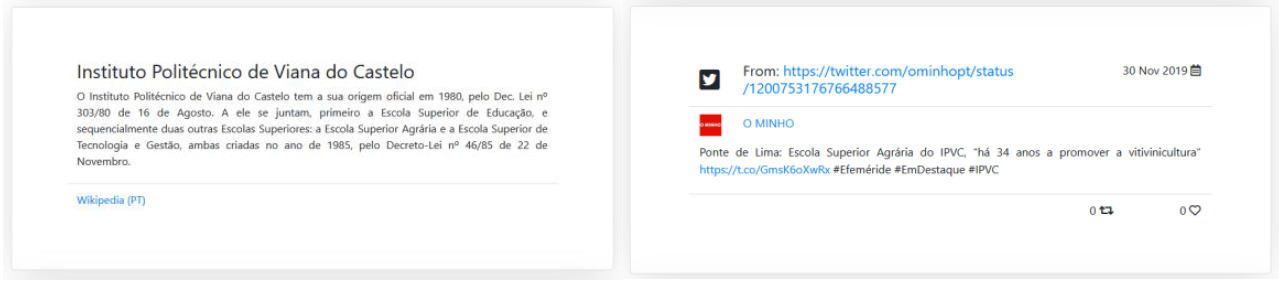 Instituto Politécnico de Viana do Castelo
O Instituto Politécnico de Viana do Castelo tem a sua origem oficial em 1980, pelo Dec. Lei nº
303/80 de 16 de Agosto. A ele se juntam, primeiro a Escola Superior de Educação, e
sequencialmente duas outras Escolas Superiores: a Escola Superior Agrária e a Escola Superior de
Tecnologia e Gestão, ambas criadas no ano de 1985, pelo Decreto-Lei nº 46/85 de 22 de
Novembro.
Wikipedia (PT)
From: https://twitter.com/ominhopt/status
/1200753176766488577
30 Nov 2019
O MINHO
O MINHO
Ponte de Lima: Escola Superior Agrária do IPVC, "há 34 anos a promover a vitivinicultura"
https://t.co/GmsK6oXwRx #Efeméride #EmDestaque #IPVC
0
0